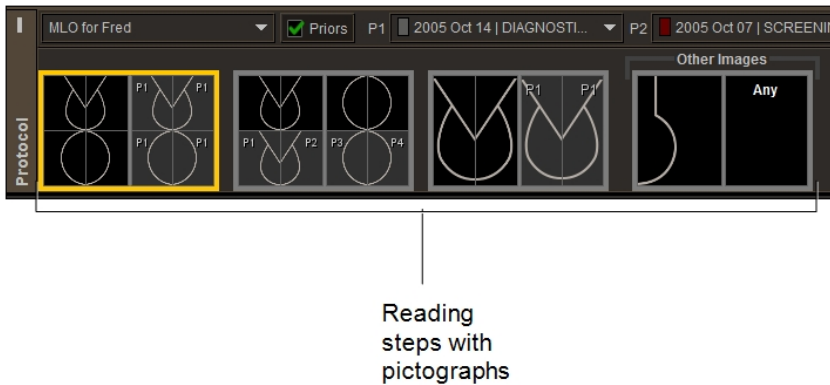 MLO for Fred
Priors
P1
2005 Oct 14 | DIAGNOSTI...
P2
2005 Oct 07 | SCREENIN
Other Images
Protocol
P1 P1
P1 P1
P1 P2 P3 P4
P1 P1
Any
Reading
steps with
pictographs